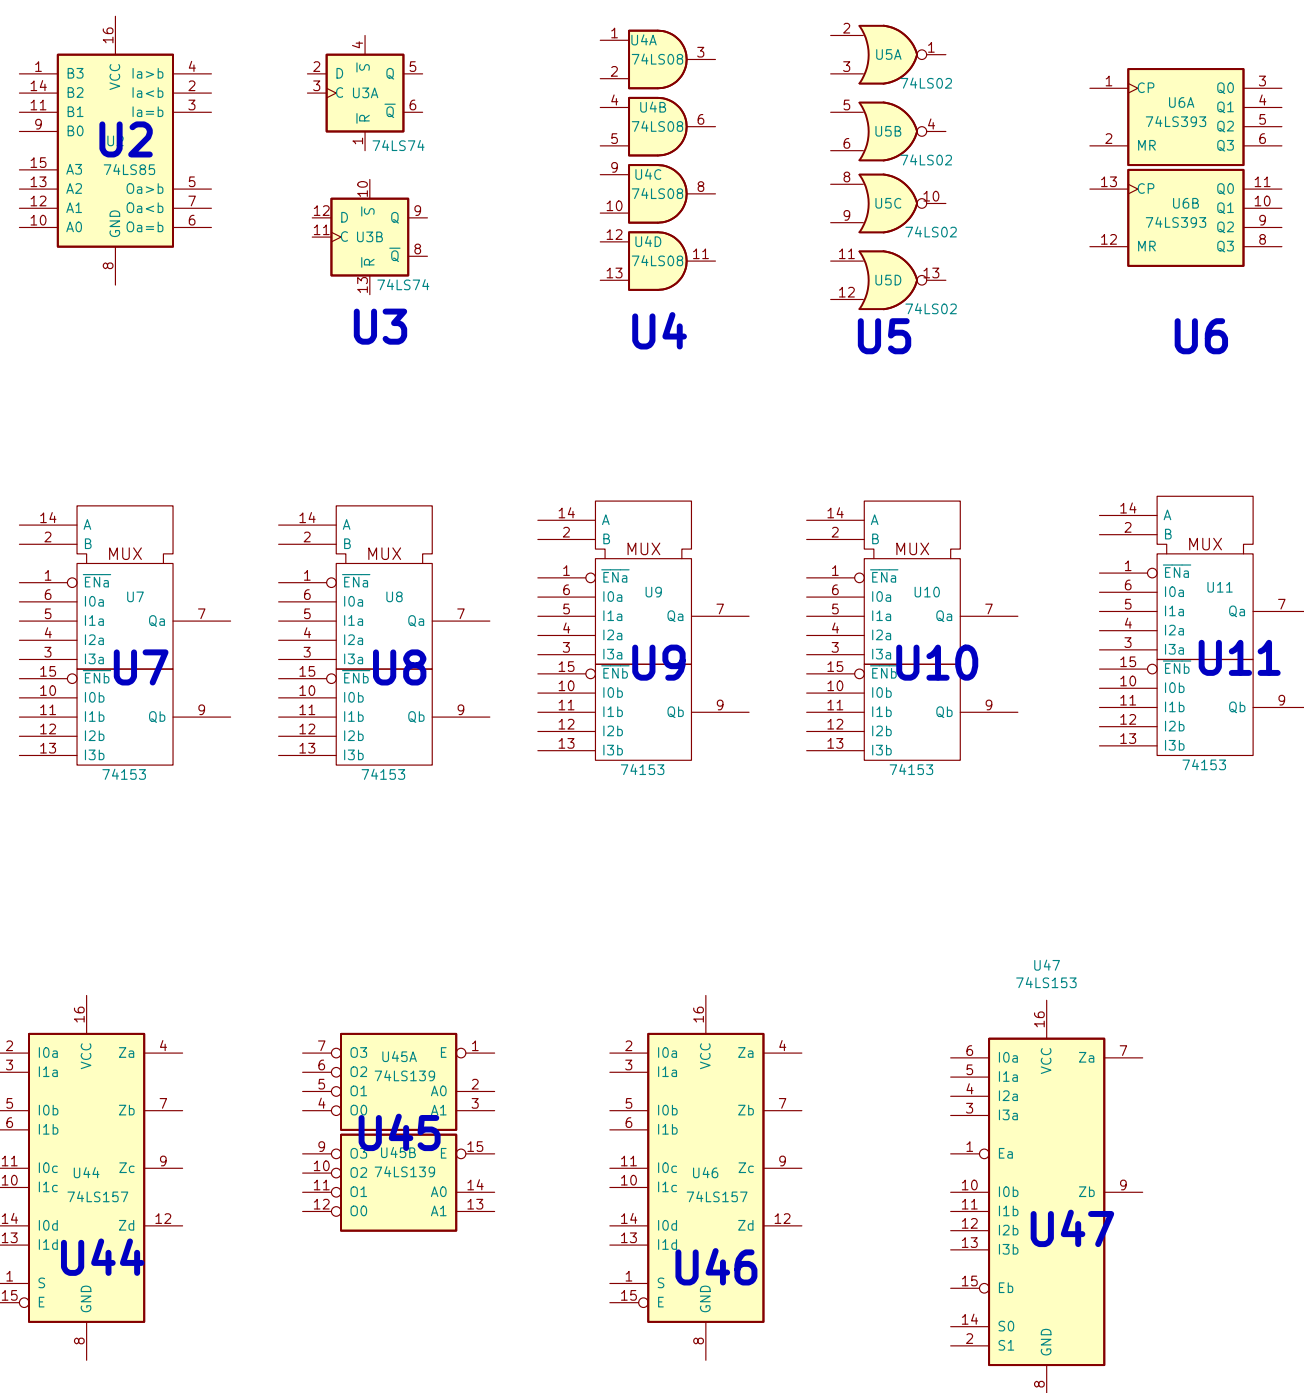 16
VCC
1 B3 Ia>b 4
14 B2 Ia<b 2
11 B1 Ia=b 3
9 B0
U2
74LS85
15 A3
13 A2 Oa>b 5
12 A1 Oa<b 7
10 A0 Oa=b 6
GND
8
4
S
2 D Q 5
3 C U3A
Q 6
R
1
74LS74
10
S
12 D Q 9
11 C U3B
Q 8
R
13
74LS74
U3
1 U4A
74LS08 3
2
4 U4B
74LS08 6
5
9 U4C
74LS08 8
10
12 U4D
74LS08 11
13
U4
2
U5A 1
3
74LS02
5
U5B 4
6
74LS02
8
U5C 10
9
74LS02
11
U5D 13
12
74LS02
U5
1 CP Q0 3
U6A Q1 4
74LS393 Q2 5
2 MR Q3 6
13 CP Q0 11
U6B Q1 10
74LS393 Q2 9
12 MR Q3 8
U6
14 A
2 B
MUX
1 ENa
6 I0a U7
5 I1a Qa 7
4 I2a
3 I3a
U7
15 ENb
10 I0b
11 I1b Qb 9
12 I2b
13 I3b
74153
14 A
2 B
MUX
1 ENa
6 I0a U8
5 I1a Qa 7
4 I2a
3 I3a
U8
15 ENb
10 I0b
11 I1b Qb 9
12 I2b
13 I3b
74153
14 A
2 B
MUX
1 ENa
6 I0a U9
5 I1a Qa 7
4 I2a
3 I3a
U9
15 ENb
10 I0b
11 I1b Qb 9
12 I2b
13 I3b
74153
14 A
2 B
MUX
1 ENa
6 I0a U10
5 I1a Qa 7
4 I2a
3 I3a
U10
15 ENb
10 I0b
11 I1b Qb 9
12 I2b
13 I3b
74153
14 A
2 B
MUX
1 ENa
6 I0a U11
5 I1a Qa 7
4 I2a
3 I3a
U11
15 ENb
10 I0b
11 I1b Qb 9
12 I2b
13 I3b
74153
16
VCC
2 I0a Za 4
3 I1a
5 I0b Zb 7
6 I1b
11 I0c Zc 9
U44
10 I1c
74LS157
14 I0d Zd 12
13 I1d
U44
1 S
15 E
GND
8
7 O3 U45A E 1
6 O2 74LS139
5 O1 A0 2
4 O0 A1 3
U45
9 O3 U45B E 15
10 O2 74LS139
11 O1 A0 14
12 O0 A1 13
16
VCC
2 I0a Za 4
3 I1a
5 I0b Zb 7
6 I1b
11 I0c Zc 9
U46
10 I1c
74LS157
14 I0d Zd 12
13 I1d
U46
1 S
15 E
GND
8
U47
74LS153
16
VCC
6 I0a Za 7
5 I1a
4 I2a
3 I3a
1 Ea
10 I0b Zb 9
11 I1b
12 I2b
U47
13 I3b
15 Eb
14 S0
2 S1
GND
8